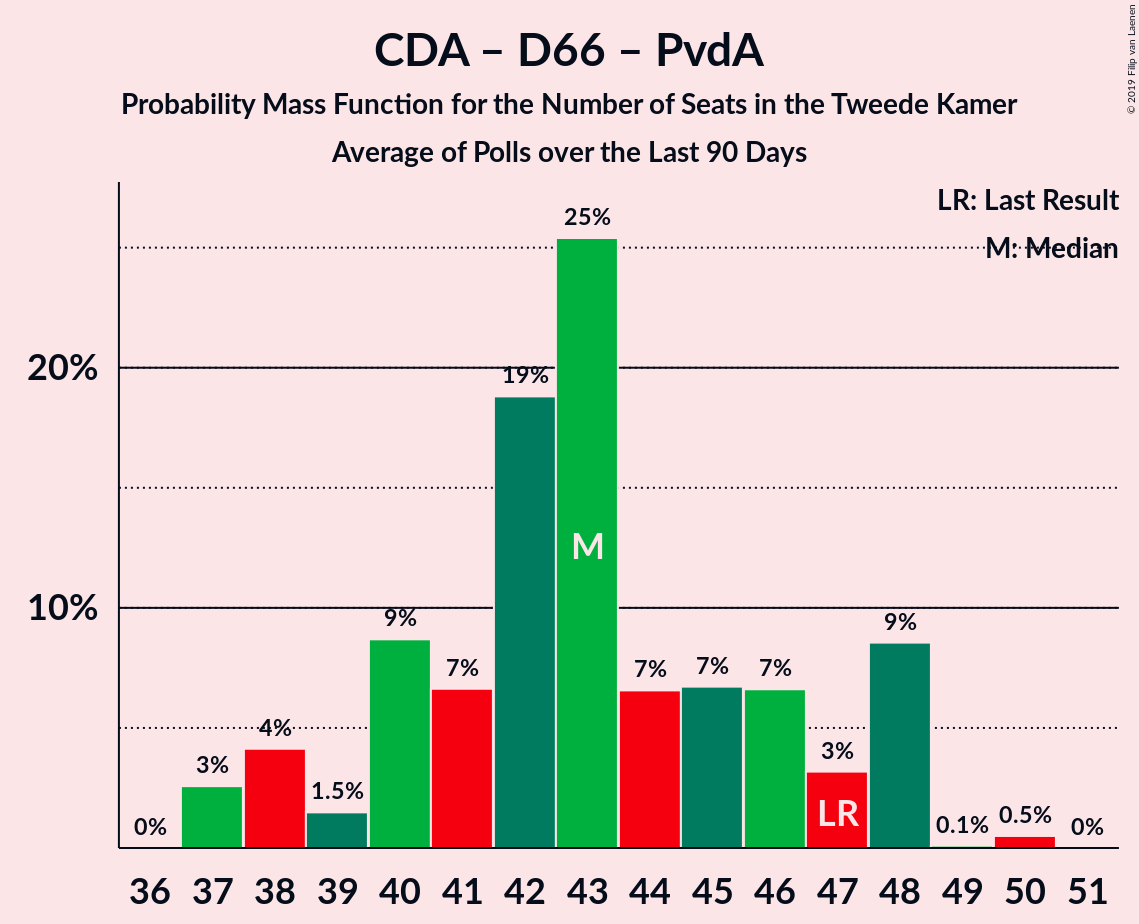 CDA – D66 – PvdA
Probability Mass Function for the Number of Seats in the Tweede Kamer
Average of Polls over the Last 90 Days
© 2019 Filip van Laenen
LR: Last Result
M: Median
25%
20%
19%
M
10%
9%
9%
7%
7%
7%
7%
4%
3%
3%
1.5%
LR
0%
0.1%
0.5%
0%
36 37 38 39 40 41 42 43 44 45 46 47 48 49 50 51